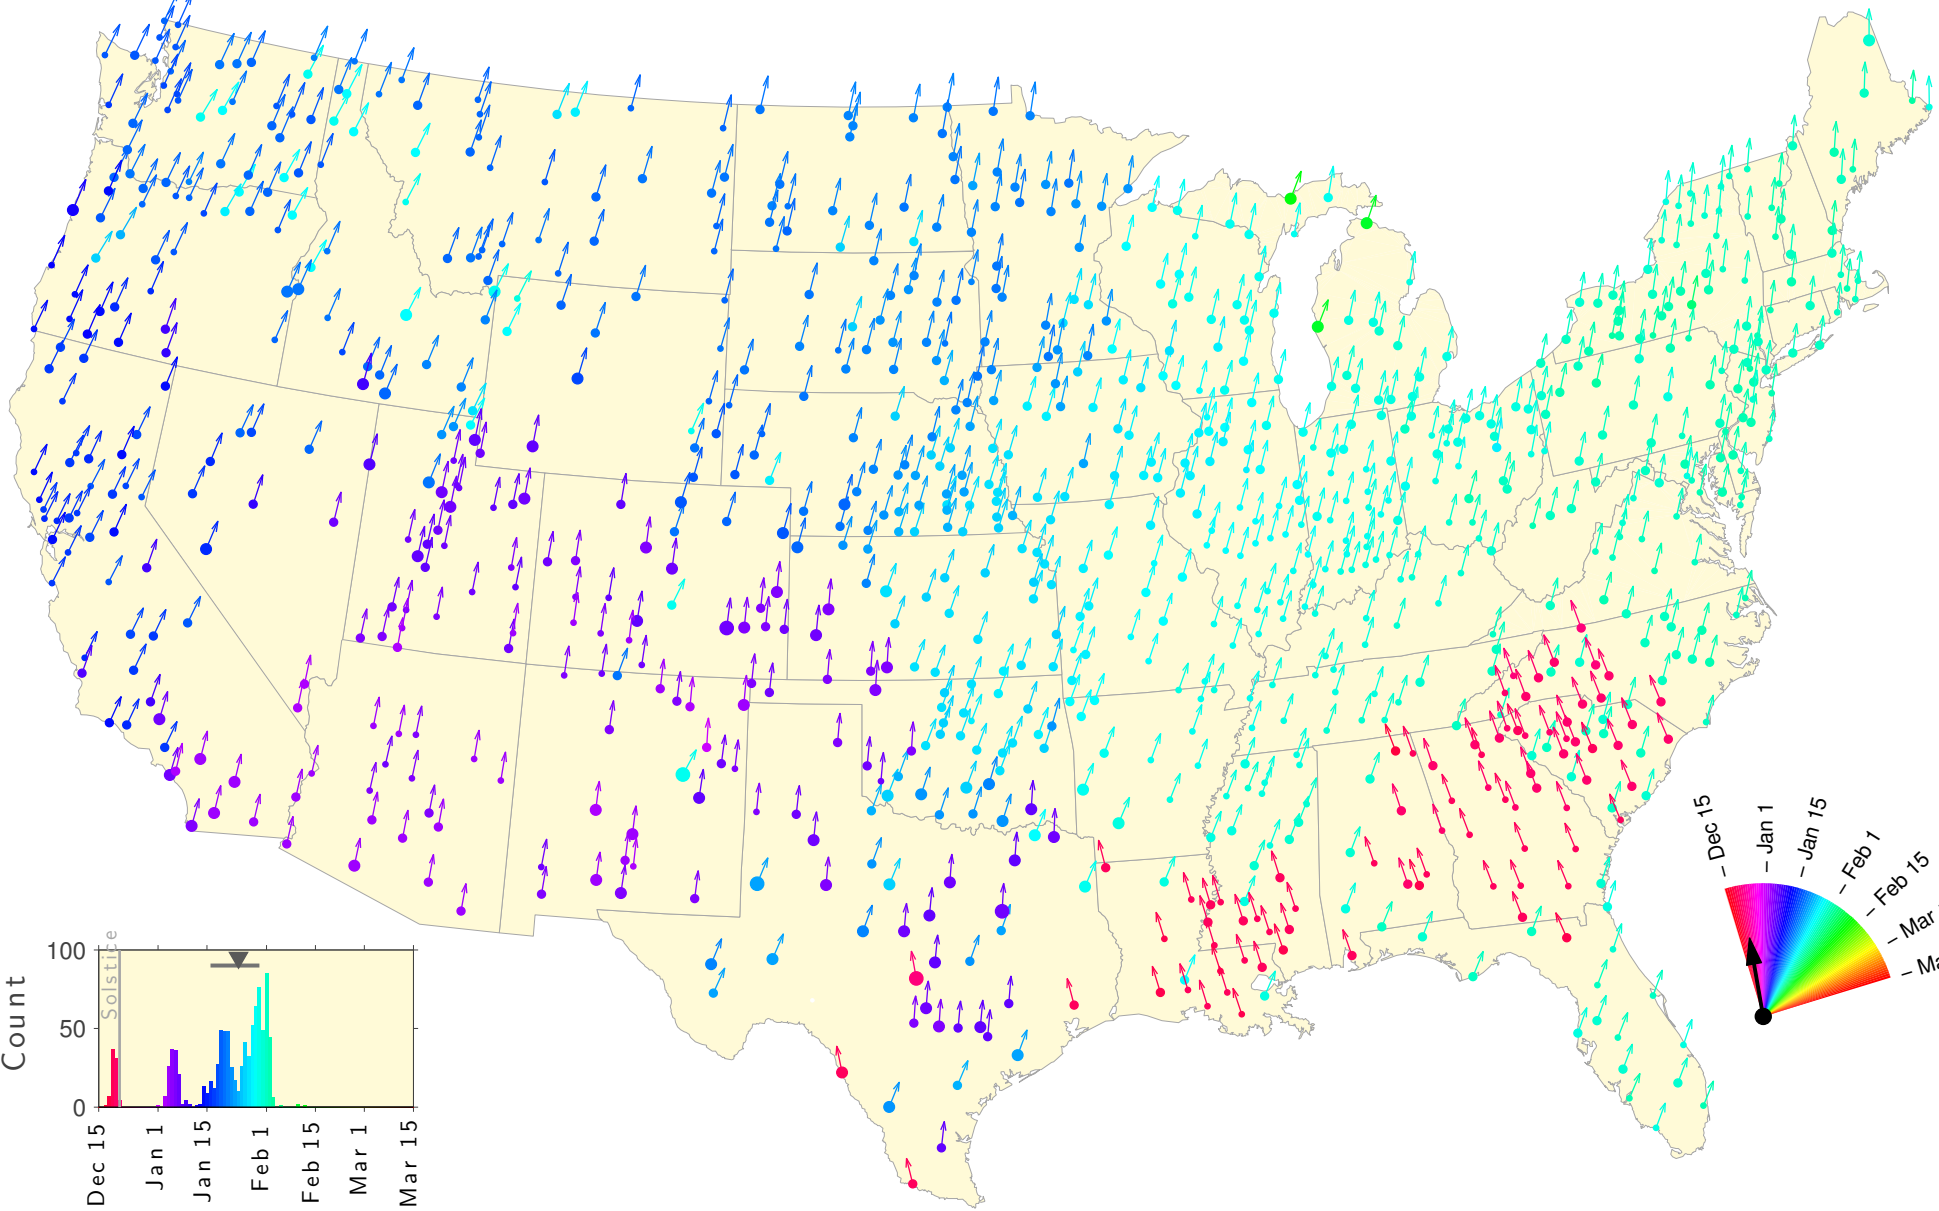 – Dec 15
– Jan 1
– Jan 15
– Feb 1
– Feb 15
– Mar
– Ma
100
50
0
Count
Solstice
Dec 15
Jan 1
Jan 15
Feb 1
Feb 15
Mar 1
Mar 15